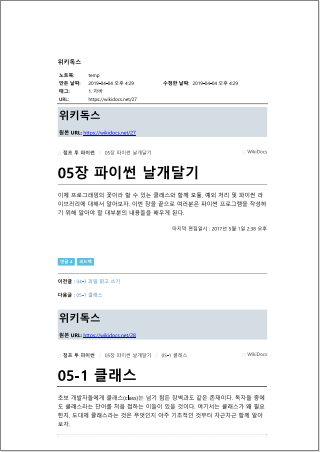 위키독스
노트북: temp
만든 날짜: 2019-04-04 오후 4:29 수정한 날짜: 2019-04-04 오후 4:29
태그: 1. 자바
URL: https://wikidocs.net/27
위키독스
원본 URL: https://wikidocs.net/27
점프 투 파이썬 / 05장 파이썬 날개달기 WikiDocs
05장 파이썬 날개달기
이제 프로그래밍의 꽃이라 할 수 있는 클래스와 함께 모듈, 예외 처리 및 파이썬 라
이브러리에 대해서 알아보자. 이번 장을 끝으로 여러분은 파이썬 프로그램을 작성하
기 위해 알아야 할 대부분의 내용들을 배우게 된다.
마지막 편집일시 : 2017년 5월 1일 2:38 오후
댓글 4 피드백
이전글 : 04-3 파일 읽고 쓰기
다음글 : 05-1 클래스
위키독스
원본 URL: https://wikidocs.net/28
점프 투 파이썬 / 05장 파이썬 날개달기 / 05-1 클래스 WikiDocs
05-1 클래스
초보 개발자들에게 클래스(class)는 넘기 힘든 장벽과도 같은 존재이다. 독자들 중에
도 클래스라는 단어를 처음 접하는 이들이 있을 것이다. 여기서는 클래스가 왜 필요
한지, 도대체 클래스라는 것은 무엇인지 아주 기초적인 것부터 차근차근 함께 알아
보자.